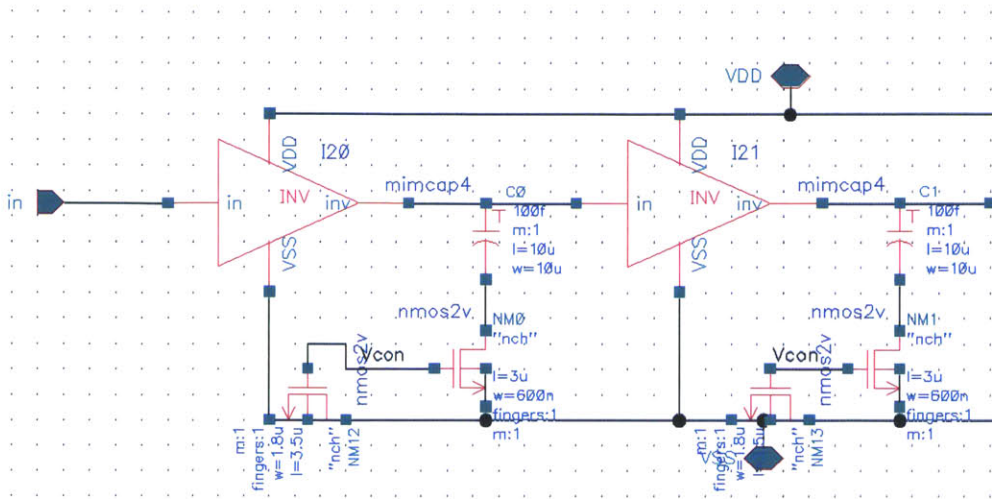 VDD
I20
I21
VDD
VDD
mimcap4
C0
mimcap4
C1
in
in
INV
inv
100f
m:1
l=10u
w=10u
in
INV
inv
100f
m:1
l=10u
w=10u
VSS
VSS
nmos2v
NM0
"nch"
nmos2v
NM1
"nch"
Vcon
nmos2v
l=3u
w=600n
fingers:1
m:1
Vcon
nmos2v
l=3u
w=600n
fingers:1
m:1
m:1
fingers:1
w=1.8u
l=3.5u
"nch"
NM12
m:1
fingers:1
w=1.8u
"nch"
NM13